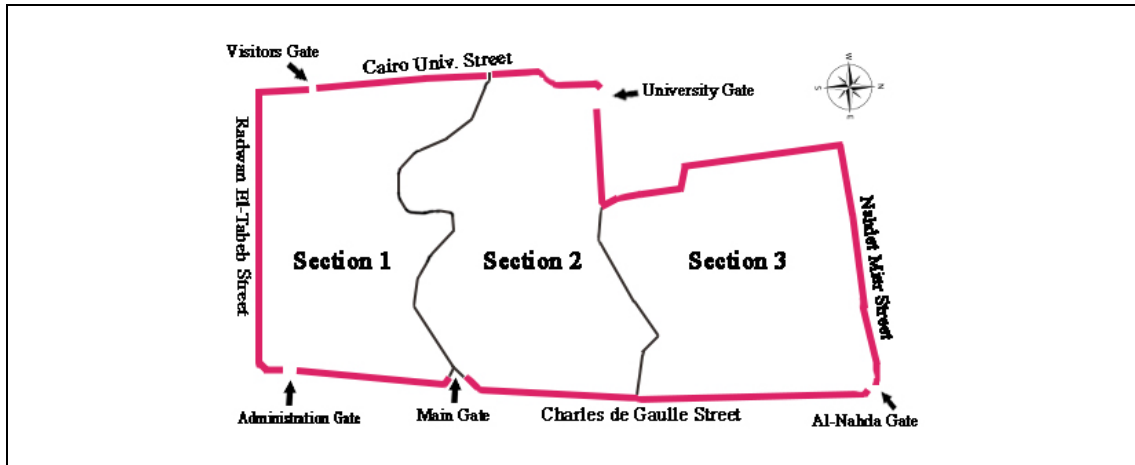 Visitors Gate
Cairo Univ. Street
W
University Gate
S
N
E
Radwan El-Tabeb Street
Nahdet Misr Street
Section 1
Section 2
Section 3
Administration Gate
Main Gate
Charles de Gaulle Street
Al-Nahda Gate